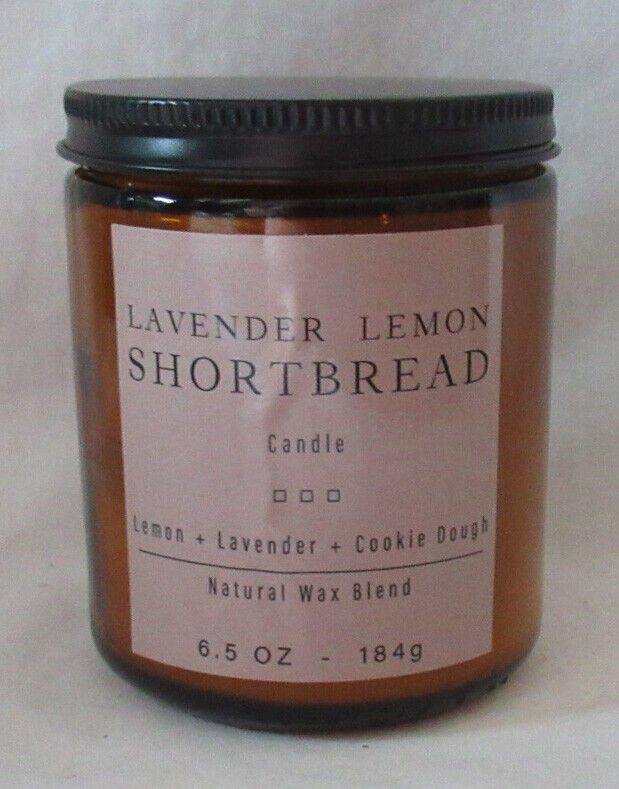 LAVENDER LEMON
SHORTBREAD
Candle
Lemon + Lavender + Cookie Dough
Natural Wax Blend
6.5 OZ - 184g